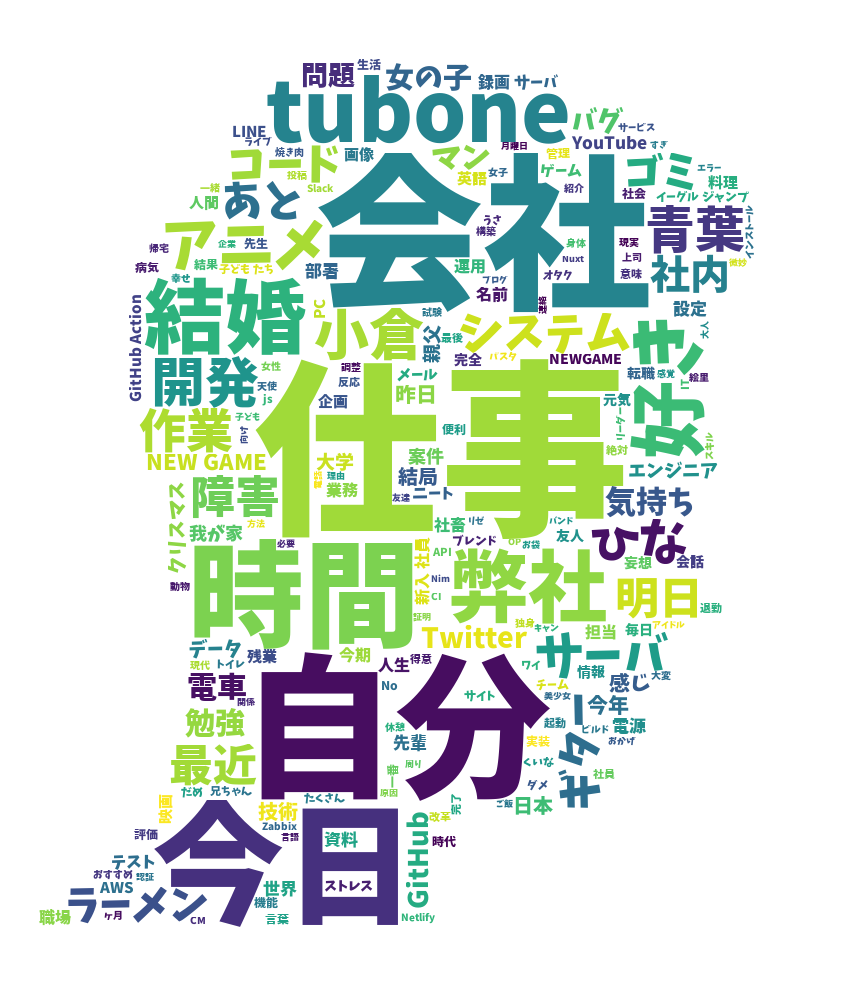 問題
生活
女の子
録画
サーバ
tubone
バグ
サービス
LINE
ライブ
焼き肉
月曜日
YouTube
すぎ
コード
画像
マン
管理
ゴミ
エラー
投稿
英語
ゲーム
料理
一緒
Slack
女子
紹介
社会
イーグル ジャンプ
人間
あと
会社
うさ
青葉
インストール
アニメ
構築
企業
先生
身体
現実
帰宅
上司
病気
結果
子どもたち
部署
運用
Nuxt
社内
微妙
幸せ
ブログ
オタク
意味
結婚
PC
名前
設定
GitHub Action
小倉
親父
試験
システム
好き
大人
最後
開発
女性
調整
完全
パスタ
NEWGAME
転職
感覚
IT
絵里
天使
反応
メール
js
昨日
仕事
元気
作業
子ども
向け
企画
便利
リーダー
スキル
NEW GAME
大学
案件
絶対
エンジニア
障害
電話
理由
業務
結局
ニート
友達
気持ち
クリスマス
方法
我が家
社畜
リゼ
バンド
友人
ひな
必要
ブレンド
OP
お袋
時間
新入 社員
API
妄想
会話
動物
Nim
弊社
明日
退勤
CI
証明
独身
キャン
Twitter
担当
毎日
アイドル
データ
残業
今期
人生
得意
サーバ
現代
トイレ
ワイ
情報
電車
No
チーム
感じ
大変
関係
自分
サイト
美少女
今年
勉強
休憩
起動
ギター
ビルド
電源
先輩
実装
おかげ
最近
周り
くいな
社員
原因
ダメ
だめ
兄ちゃん
たくさん
完了
ご飯
日本
映画
技術
改革
今日
Zabbix
評価
言語
資料
GitHub
時代
テスト
おすすめ
認証
AWS
世界
ストレス
ラーメン
機能
職場
ヶ月
CM
言葉
Netlify